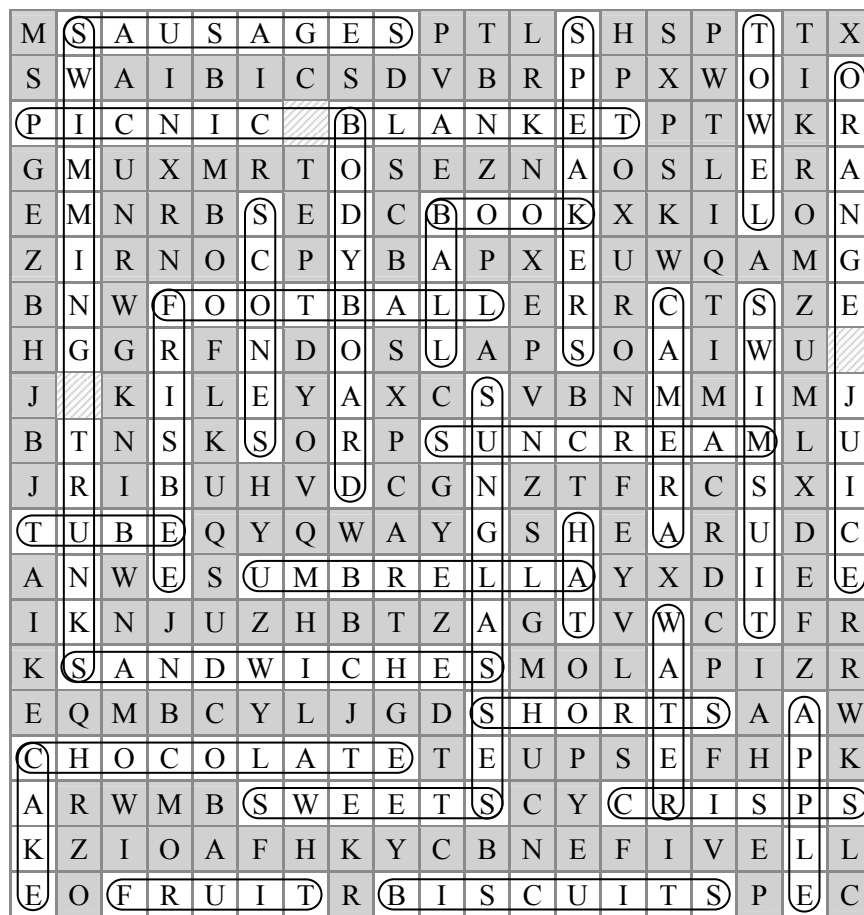 M S A U S A G E S P T L S H S P T T X
S W A I B I C S D V B R P P X W O I O
P I C N I C B L A N K E T P T W K R
G M U X M R T O S E Z N A O S L E R A
E M N R B S E D C B O O K X K I L O N
Z I R N O C P Y B A P X E U W Q A M G
B N W F O O T B A L L E R R C T S Z E
H G G R F N D O S L A P S O A I W U
J K I L E Y A X C S V B N M M I M J
B T N S K S O R P S U N C R E A M L U
J R I B U H V D C G N Z T F R C S X I
T U B E Q Y Q W A Y G S H E A R U D C
A N W E S U M B R E L L A Y X D I E E
I K N J U Z H B T Z A G T V W C T F R
K S A N D W I C H E S M O L A P I Z R
E Q M B C Y L J G D S H O R T S A A W
C H O C O L A T E T E U P S E F H P K
A R W M B S W E E T S C Y C R I S P S
K Z I O A F H K Y C B N E F I V E L L
E O F R U I T R B I S C U I T S P E C